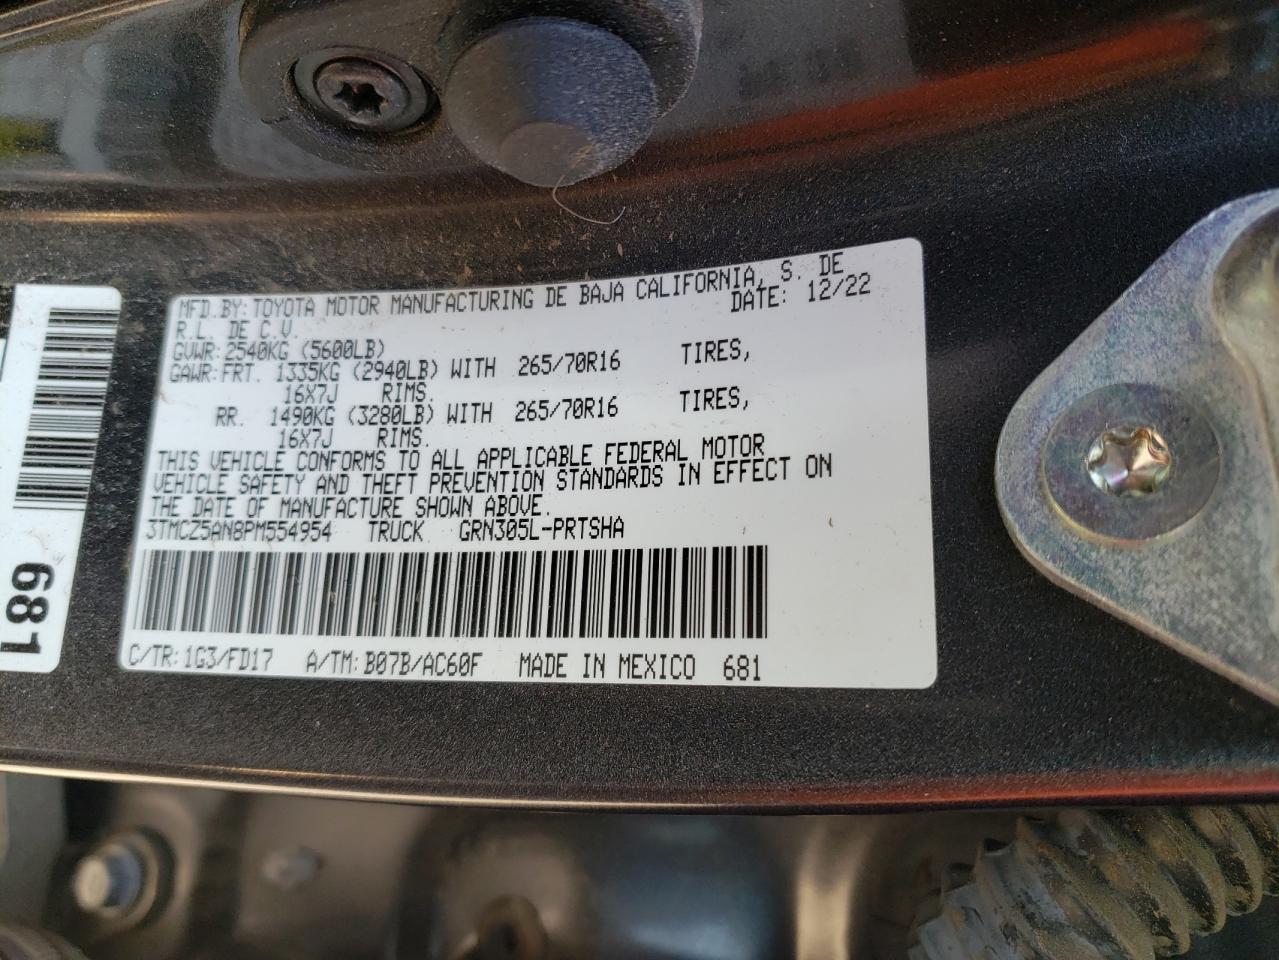 MFD. BY: TOYOTA MOTOR MANUFACTURING DE BAJA CALIFORNIA, S. DE
R.L. DE C.V. DATE: 12/22
GVWR: 2540KG (5600LB)
GAWR: FRT. 1335KG (2940LB) WITH 265/70R16 TIRES,
16X7J RIMS.
RR. 1490KG (3280LB) WITH 265/70R16 TIRES,
16X7J RIMS.
THIS VEHICLE CONFORMS TO ALL APPLICABLE FEDERAL MOTOR
VEHICLE SAFETY AND THEFT PREVENTION STANDARDS IN EFFECT ON
THE DATE OF MANUFACTURE SHOWN ABOVE.
3TMCZ5AN8PM554954 TRUCK GRN305L-PRTSHA
C/TR: 1G3/FD17 A/TM: B07B/AC60F MADE IN MEXICO 681
681